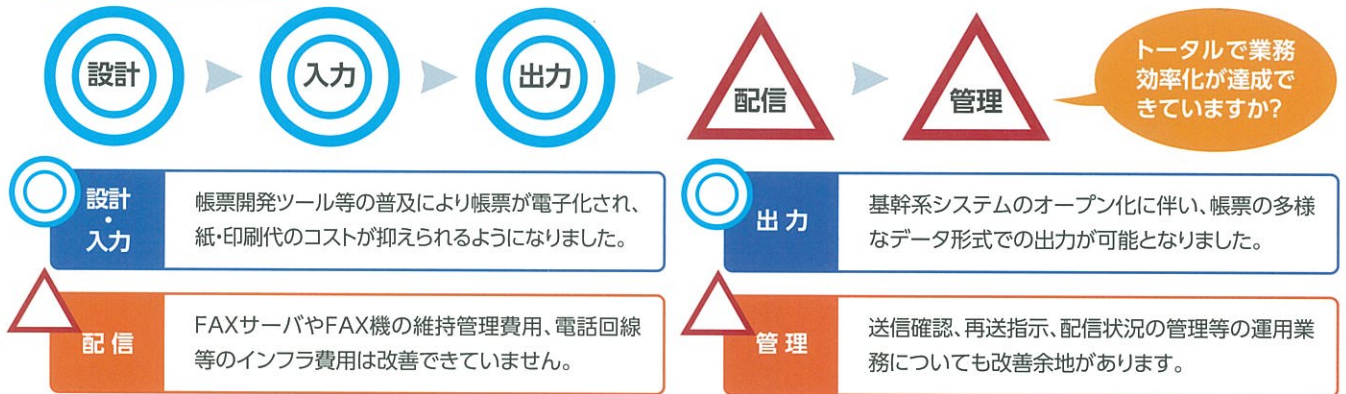 設計
入力
出力
配信
管理
トータルで業務
効率化が達成で
きていますか?
設計
・
入力
帳票開発ツール等の普及により帳票が電子化され、
紙・印刷代のコストが抑えられるようになりました。
出力
基幹系システムのオープン化に伴い、帳票の多様
なデータ形式での出力が可能となりました。
配信
FAXサーバやFAX機の維持管理費用、電話回線
等のインフラ費用は改善できていません。
管理
送信確認、再送指示、配信状況の管理等の運用業
務についても改善余地があります。